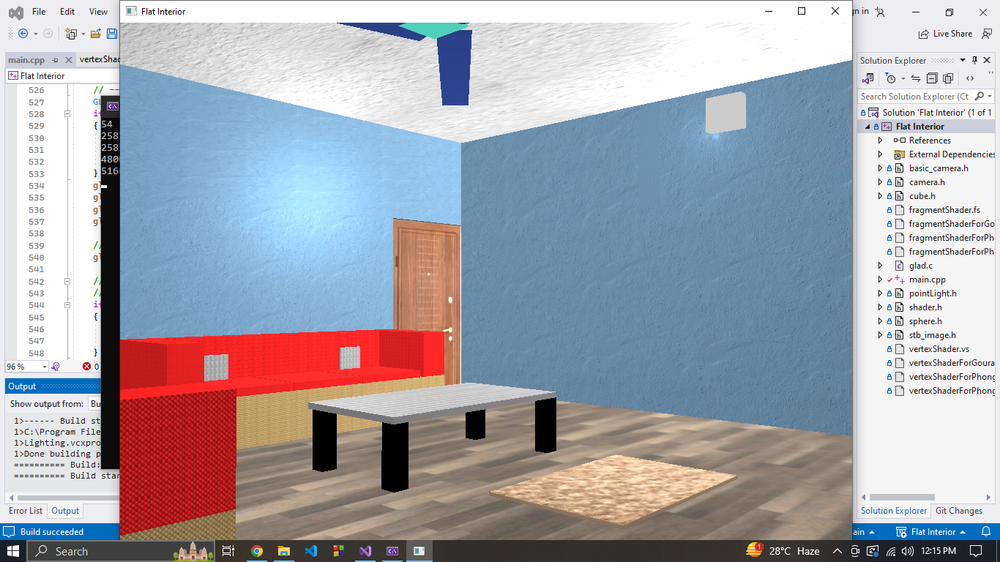 File Edit View
Flat Interior
gn in
Live Share
main.cpp
vertexShad
Flat Interior
526 // --
527 GL
528 i
529 {
530
531
532
533 }
534 gl
535 gl
536 gl
537 gl
538
539 //
540 gl
541
542 //
543 //
544 i
545 {
546
547
548 }
54
258
258
480
516
96 %
0
Output
Show output from: Bu
1>------ Build st
1>C:\Program File
1>Lighting.vcxpro
1>Done building p
========== Build:
========== Build star
Error List Output
Build succeeded
Solution Explorer
Search Solution Explorer (Ct
Solution 'Flat Interior' (1 of 1
Flat Interior
References
External Dependencies
basic_camera.h
camera.h
cube.h
fragmentShader.fs
fragmentShaderForGo
fragmentShaderForPh
fragmentShaderForPh
glad.c
main.cpp
pointLight.h
shader.h
sphere.h
stb_image.h
vertexShader.vs
vertexShaderForGoura
vertexShaderForPhong
vertexShaderForPhong
Solution Explorer Git Changes
ain Flat Interior
Search
1 28°C Haze
12:15 PM